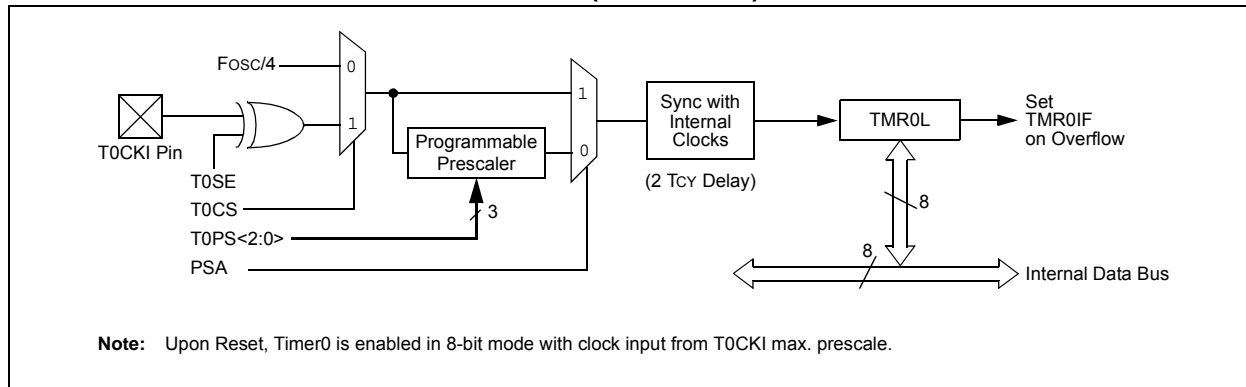 Fosc/4
0
1
T0CKI Pin
T0SE
T0CS
T0PS<2:0>
PSA
Programmable
Prescaler
3
1
0
Sync with
Internal
Clocks
(2 TCY Delay)
TMR0L
Set
TMR0IF
on Overflow
8
8
Internal Data Bus
Note: Upon Reset, Timer0 is enabled in 8-bit mode with clock input from T0CKI max. prescale.